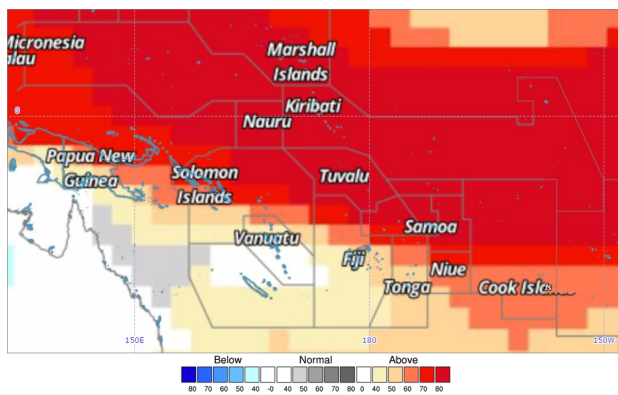 Micronesia
alau
Marshall
Islands
Kiribati
0
Nauru
Papua New
Guinea
Solomon
Islands
Tuvalu
Samoa
Vanuatu
Fiji
Niue
Tonga
Cook Islands
150E
180
150W
Below Normal Above
80 70 60 50 40 -0 40 50 60 70 80 0 40 50 60 70 80